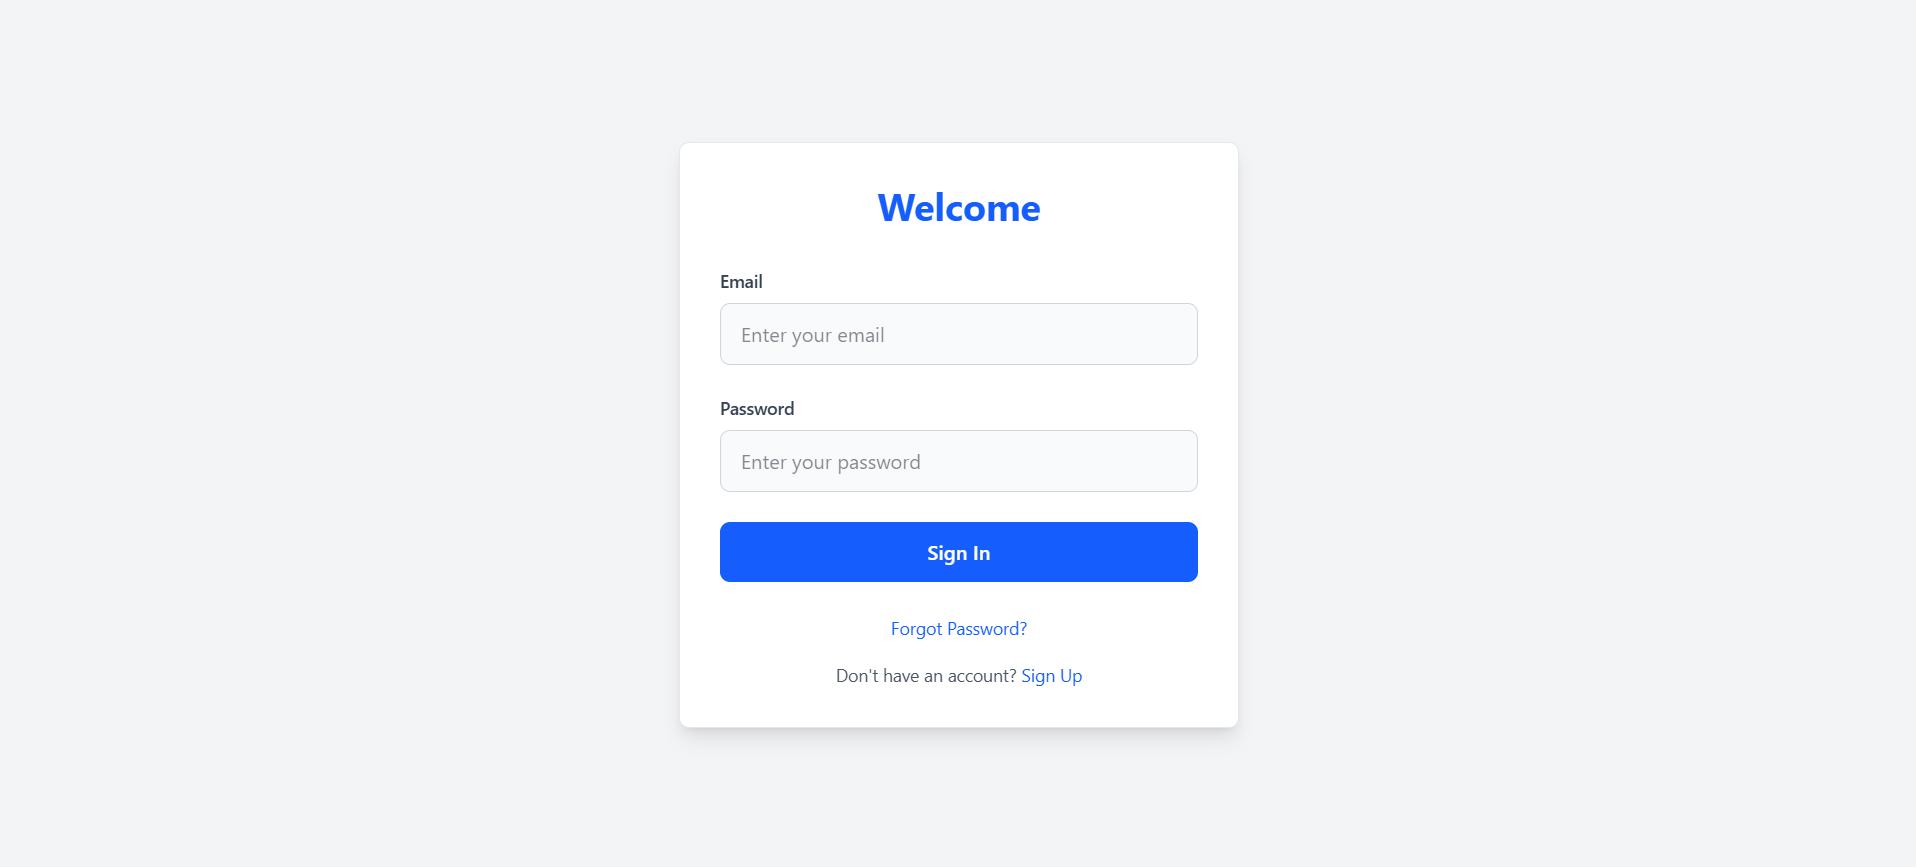 Welcome
Email
Enter your email
Password
Enter your password
Sign In
Forgot Password?
Don't have an account? Sign Up